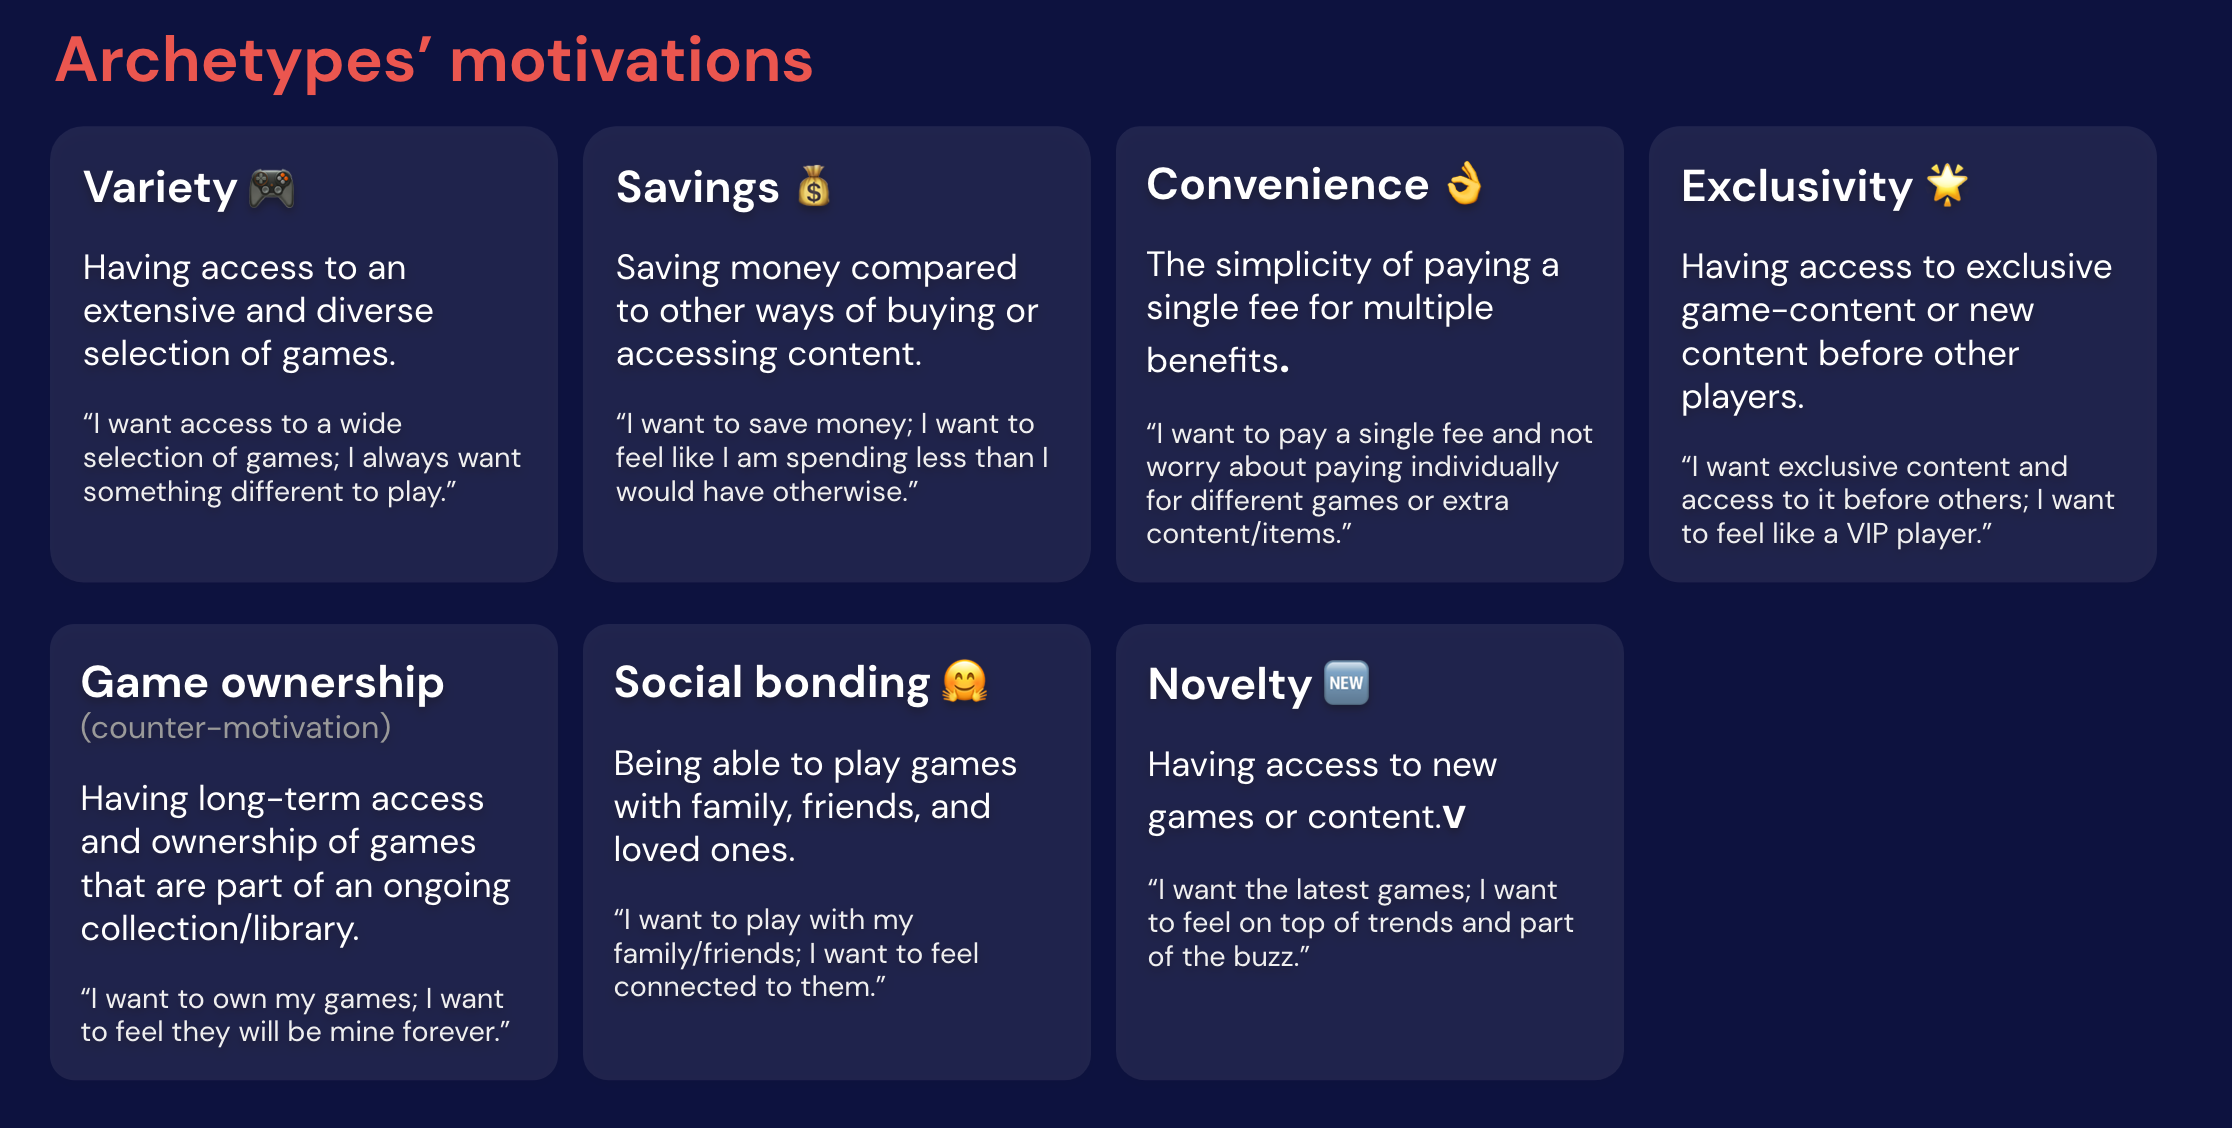 Archetypes’ motivations
Variety 🎮
Having access to an
extensive and diverse
selection of games.
“I want access to a wide
selection of games; I always want
something different to play.”
Savings 💰
Saving money compared
to other ways of buying or
accessing content.
“I want to save money; I want to
feel like I am spending less than I
would have otherwise.”
Convenience 👌
The simplicity of paying a
single fee for multiple
benefits.
“I want to pay a single fee and not
worry about paying individually
for different games or extra
content/items.”
Exclusivity 🌟
Having access to exclusive
game-content or new
content before other
players.
“I want exclusive content and
access to it before others; I want
to feel like a VIP player.”
Game ownership
(counter-motivation)
Having long-term access
and ownership of games
that are part of an ongoing
collection/library.
“I want to own my games; I want
to feel they will be mine forever.”
Social bonding 🤗
Being able to play games
with family, friends, and
loved ones.
“I want to play with my
family/friends; I want to feel
connected to them.”
Novelty 🆕
Having access to new
games or content.v
“I want the latest games; I want
to feel on top of trends and part
of the buzz.”